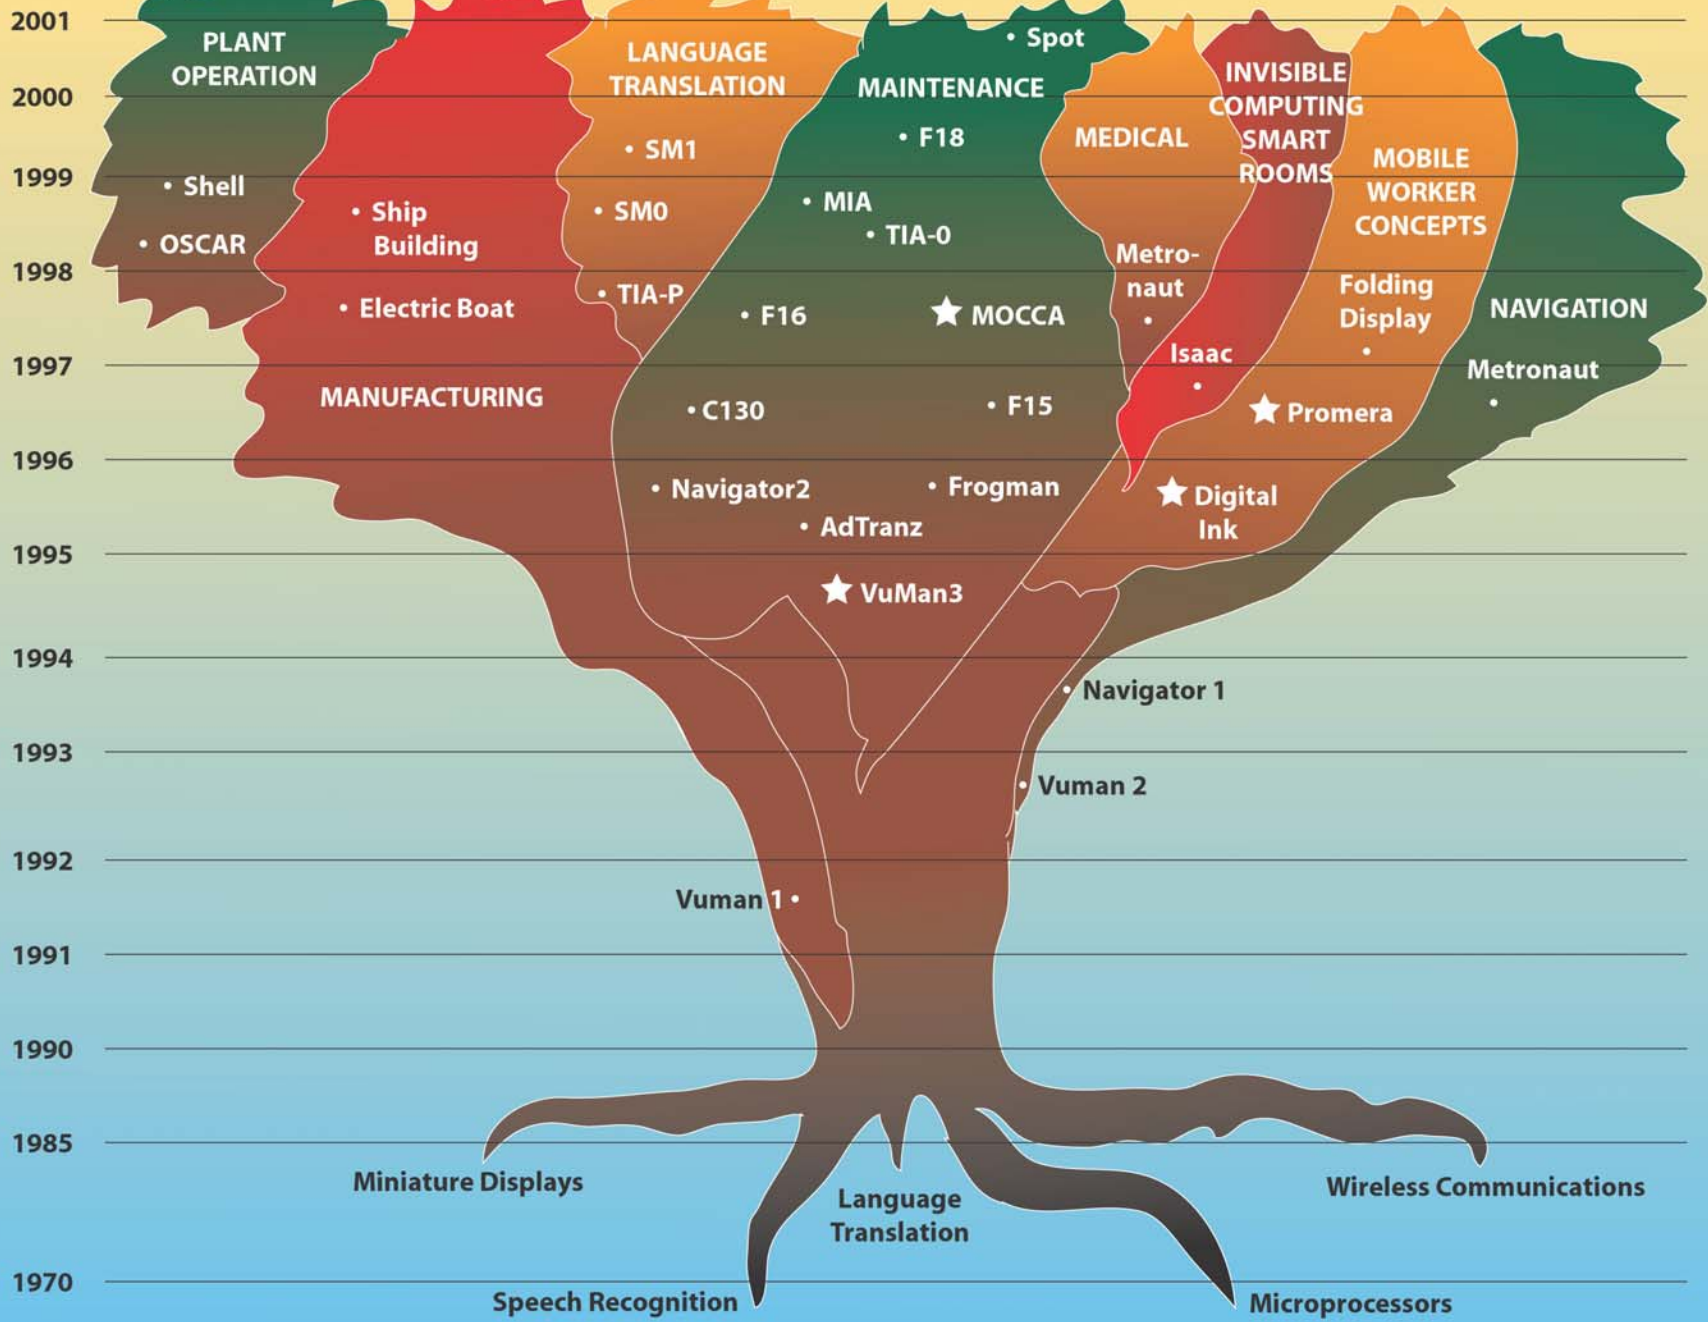 2001
2000
1999
1998
1997
1996
1995
1994
1993
1992
1991
1990
1985
1970
PLANT
OPERATION
• Shell
• OSCAR
• Ship
Building
• Electric Boat
MANUFACTURING
LANGUAGE
TRANSLATION
• SM1
• SM0
• TIA-P
• Spot
MAINTENANCE
• F18
• MIA
• TIA-0
• F16
★ MOCCA
• C130
• F15
• Navigator2
• Frogman
• AdTranz
★ VuMan3
MEDICAL
Metro-
naut
•
INVISIBLE
COMPUTING
SMART
ROOMS
Isaac
•
MOBILE
WORKER
CONCEPTS
Folding
Display
•
★ Promera
★ Digital
Ink
NAVIGATION
Metronaut
•
• Navigator 1
• Vuman 2
Vuman 1 •
Miniature Displays
Speech Recognition
Language
Translation
Microprocessors
Wireless Communications